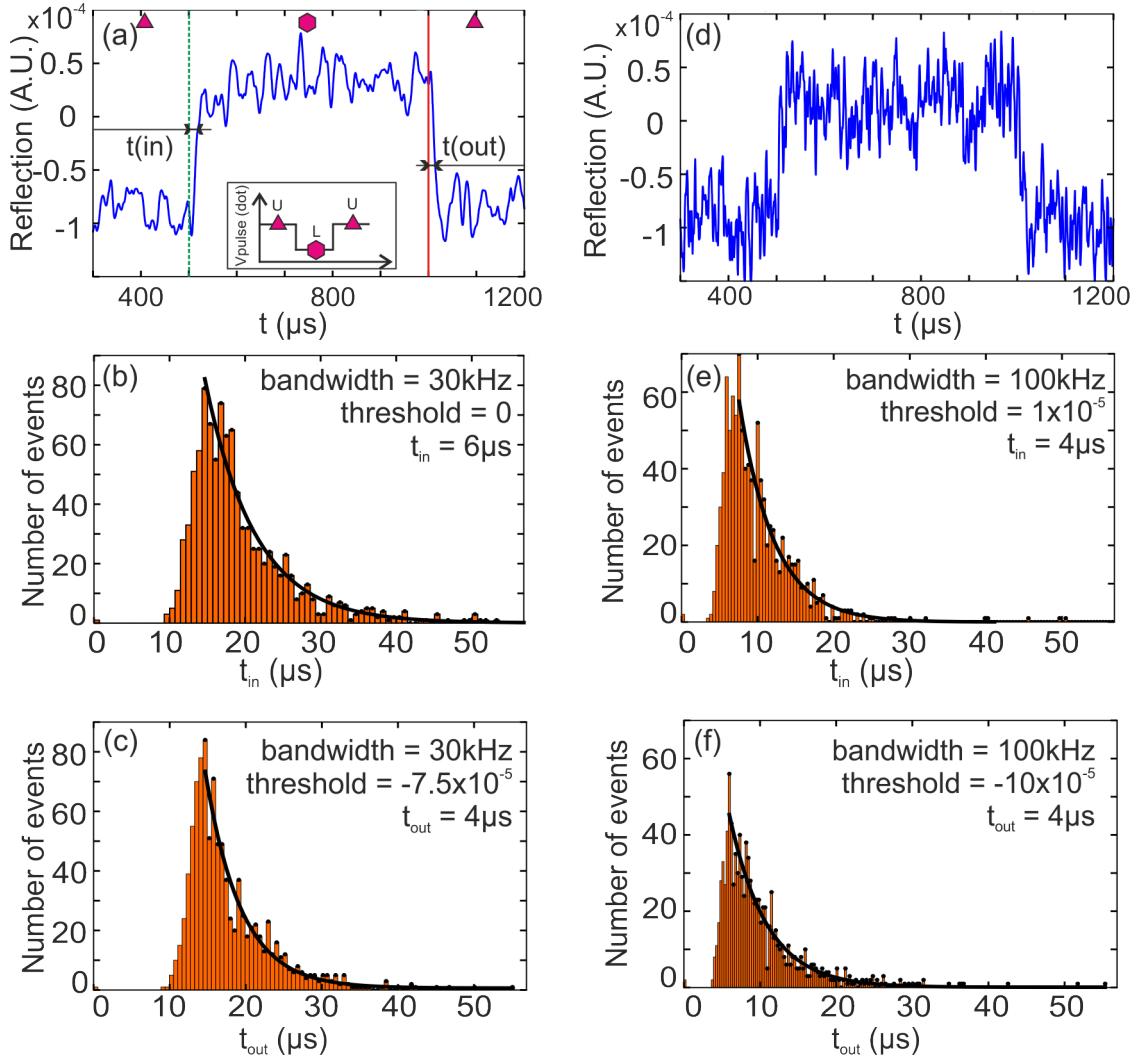 (a)
×10⁻⁴
Reflection (A.U.)
0.5
0
-0.5
-1
t(in)
t(out)
Vpulse (dot)
U
L
U
400
800
1200
t (µs)
(d)
×10⁻⁴
Reflection (A.U.)
0.5
0
-0.5
-1
400
800
1200
t (µs)
(b)
bandwidth = 30kHz
threshold = 0
t_in = 6µs
Number of events
80
60
40
20
0
0 10 20 30 40 50
t_in (µs)
(e)
bandwidth = 100kHz
threshold = 1x10⁻⁵
t_in = 4µs
Number of events
60
40
20
0
0 10 20 30 40 50
t_in (µs)
(c)
bandwidth = 30kHz
threshold = -7.5x10⁻⁵
t_out = 4µs
Number of events
80
60
40
20
0
0 10 20 30 40 50
t_out (µs)
(f)
bandwidth = 100kHz
threshold = -10x10⁻⁵
t_out = 4µs
Number of events
60
40
20
0
0 10 20 30 40 50
t_out (µs)